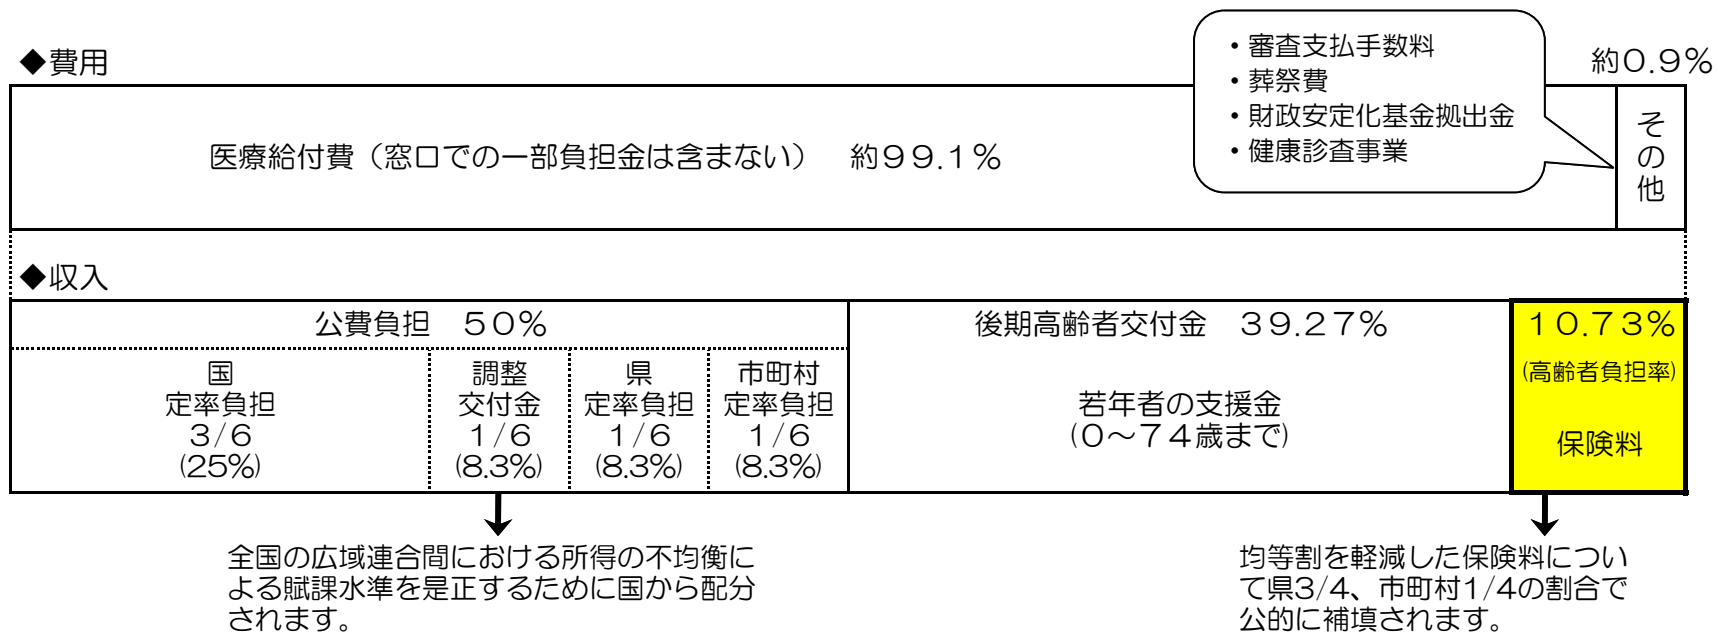 ◆費用
・審査支払手数料
・葬祭費
・財政安定化基金拠出金
・健康診査事業
約０.９％
医療給付費（窓口での一部負担金は含まない）　約９９.１％
その他
◆収入
公費負担　５０％
国
定率負担
３/６
(25%)
調整
交付金
１/６
(8.3%)
県
定率負担
１/６
(8.3%)
市町村
定率負担
１/６
(8.3%)
後期高齢者交付金　３９.２７％
若年者の支援金
(０～７４歳まで)
１０.７３％
(高齢者負担率)
保険料
全国の広域連合間における所得の不均衡に
よる賦課水準を是正するために国から配分
されます。
均等割を軽減した保険料につい
て県3/4、市町村1/4の割合で
公的に補填されます。